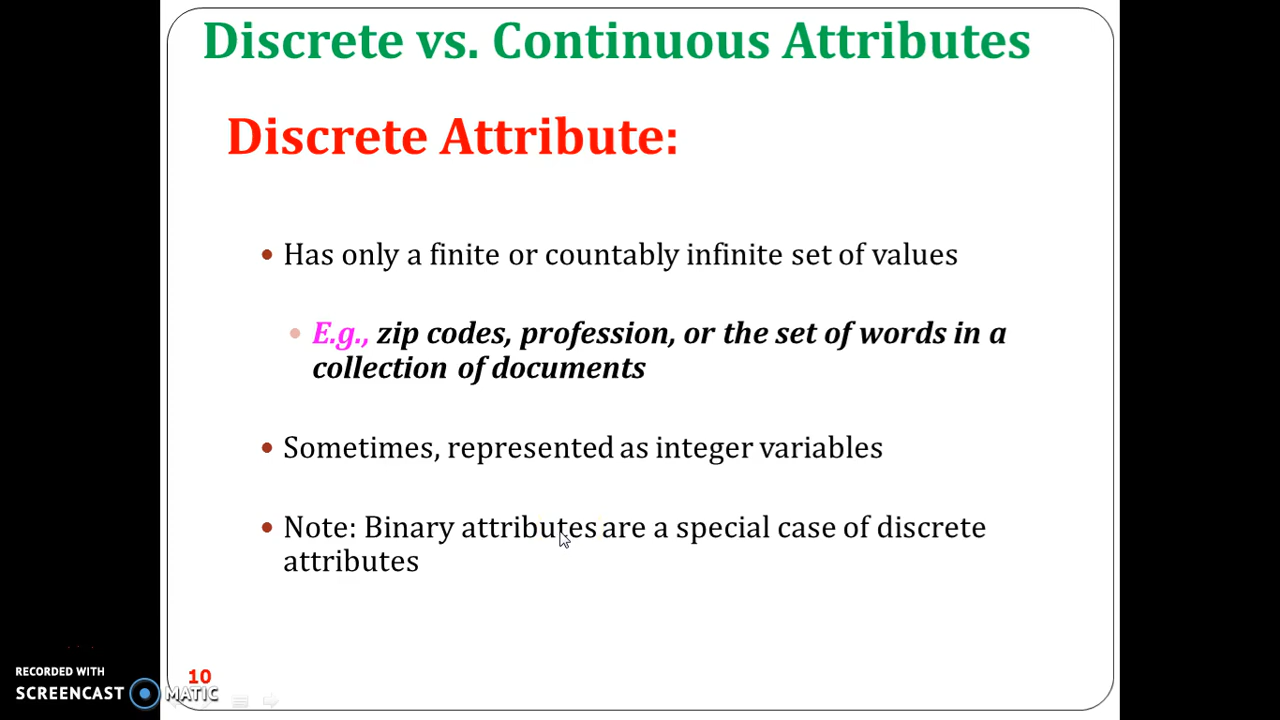 Discrete vs. Continuous Attributes
Discrete Attribute:
• Has only a finite or countably infinite set of values
• E.g., zip codes, profession, or the set of words in a
collection of documents
• Sometimes, represented as integer variables
• Note: Binary attributes are a special case of discrete
attributes
10
RECORDED WITH
SCREENCAST MATIC